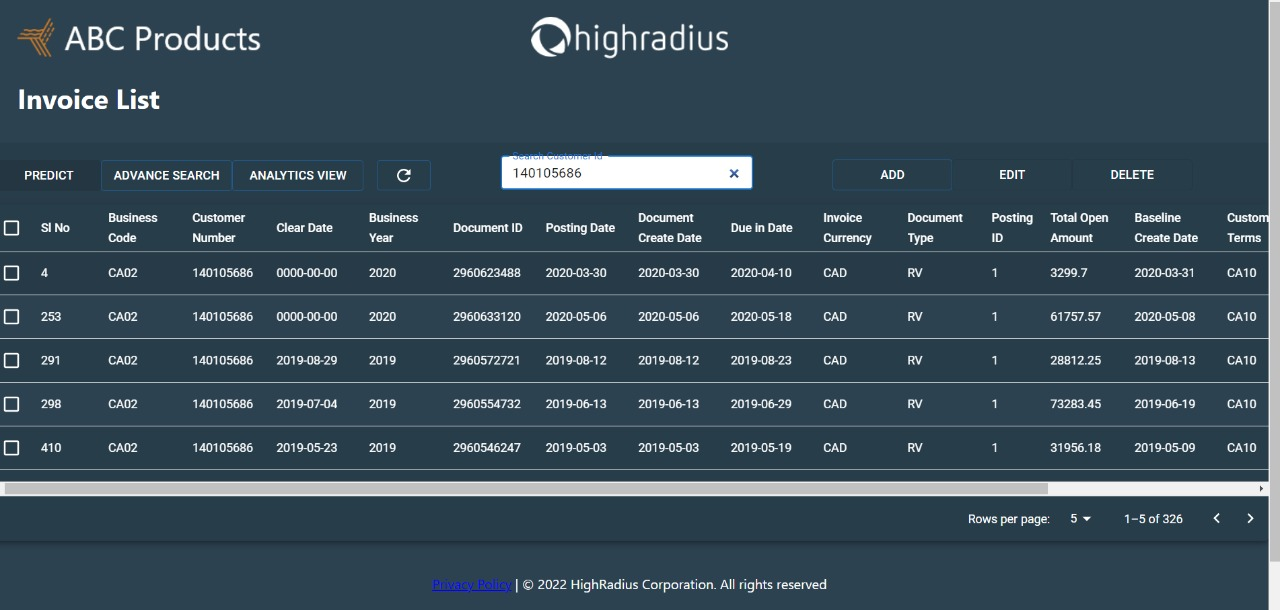 ABC Products
highradius
Invoice List
PREDICT ADVANCE SEARCH ANALYTICS VIEW Search Customer Id 140105686 ADD EDIT DELETE
Sl No Business Code Customer Number Clear Date Business Year Document ID Posting Date Document Create Date Due in Date Invoice Currency Document Type Posting ID Total Open Amount Baseline Create Date Custom Terms
4 CA02 140105686 0000-00-00 2020 2960623488 2020-03-30 2020-03-30 2020-04-10 CAD RV 1 3299.7 2020-03-31 CA10
253 CA02 140105686 0000-00-00 2020 2960633120 2020-05-06 2020-05-06 2020-05-18 CAD RV 1 61757.57 2020-05-08 CA10
291 CA02 140105686 2019-08-29 2019 2960572721 2019-08-12 2019-08-12 2019-08-23 CAD RV 1 28812.25 2019-08-13 CA10
298 CA02 140105686 2019-07-04 2019 2960554732 2019-06-13 2019-06-13 2019-06-29 CAD RV 1 73283.45 2019-06-19 CA10
410 CA02 140105686 2019-05-23 2019 2960546247 2019-05-03 2019-05-03 2019-05-19 CAD RV 1 31956.18 2019-05-09 CA10
Rows per page: 5 1–5 of 326
Privacy Policy | © 2022 HighRadius Corporation. All rights reserved